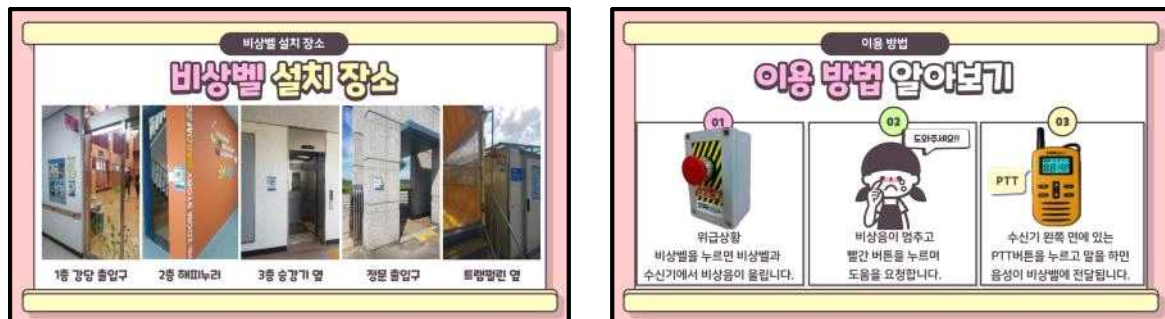 비상벨 설치 장소
비상벨 설치 장소
1층 강당 출입구
2층 해피누리
3층 승강기 옆
정문 출입구
트램펄린 옆
이용 방법
이용 방법 알아보기
01
위급상황
비상벨을 누르면 비상벨과
수신기에서 비상음이 울립니다.
02
도와주세요!!
비상음이 멈추고
빨간 버튼을 누르며
도움을 요청합니다.
03
PTT
수신기 왼쪽 면에 있는
PTT버튼을 누르고 말을 하면
음성이 비상벨에 전달됩니다.